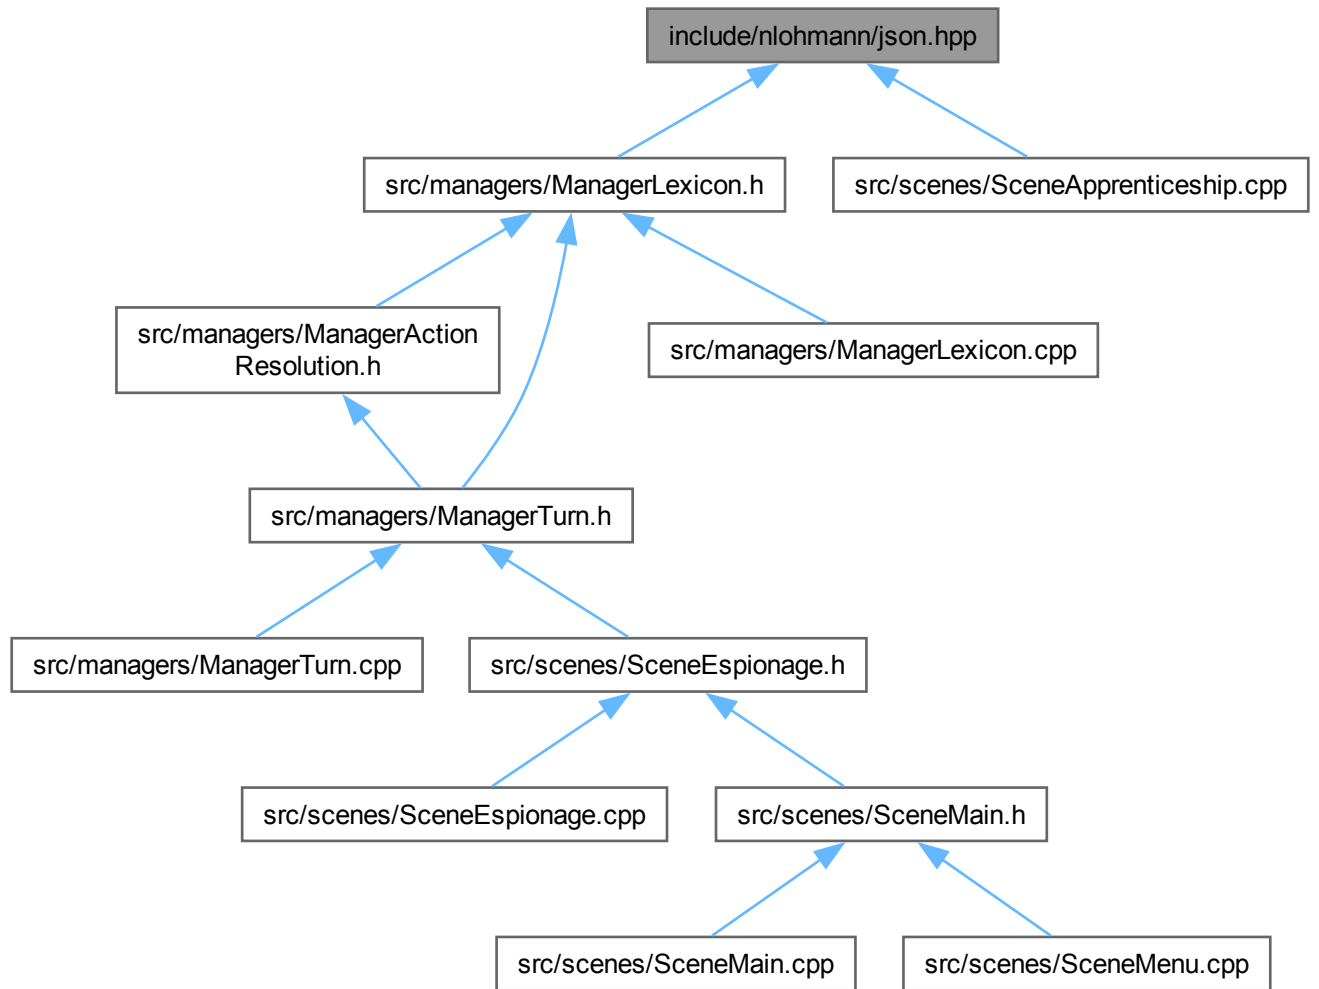 include/nlohmann/json.hpp
src/managers/ManagerLexicon.h
src/scenes/SceneApprenticeship.cpp
src/managers/ManagerAction
Resolution.h
src/managers/ManagerLexicon.cpp
src/managers/ManagerTurn.h
src/managers/ManagerTurn.cpp
src/scenes/SceneEspionage.h
src/scenes/SceneEspionage.cpp
src/scenes/SceneMain.h
src/scenes/SceneMain.cpp
src/scenes/SceneMenu.cpp